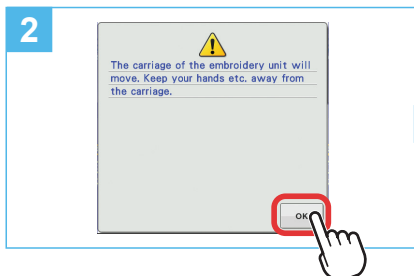 2
The carriage of the embroidery unit will
move. Keep your hands etc. away from
the carriage.
OK